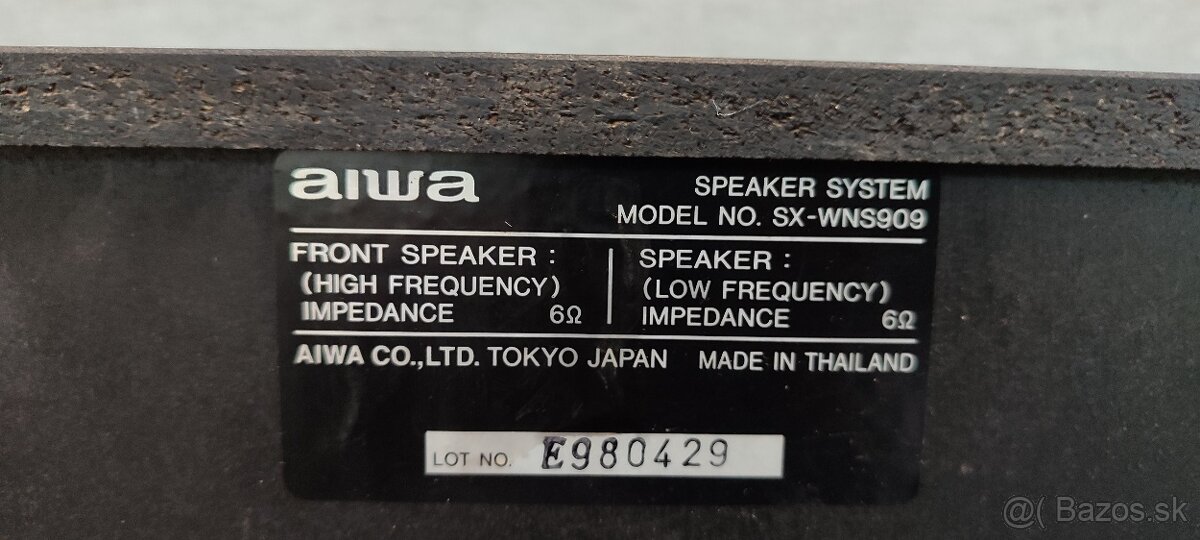 aiwa
SPEAKER SYSTEM
MODEL NO. SX-WNS909
FRONT SPEAKER :
(HIGH FREQUENCY)
IMPEDANCE 6Ω
SPEAKER :
(LOW FREQUENCY)
IMPEDANCE 6Ω
AIWA CO.,LTD. TOKYO JAPAN MADE IN THAILAND
LOT NO. E980429
@( Bazos.sk